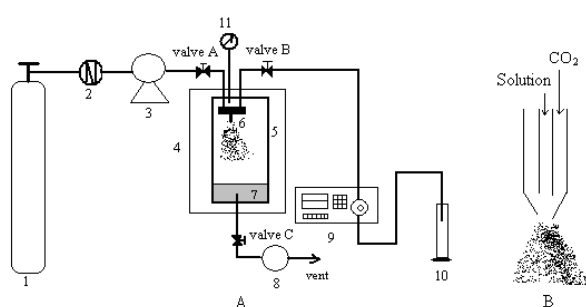 11
valve A
valve B
CO₂
Solution
2
3
6
4
5
7
valve C
9
vent
1
8
10
A
B